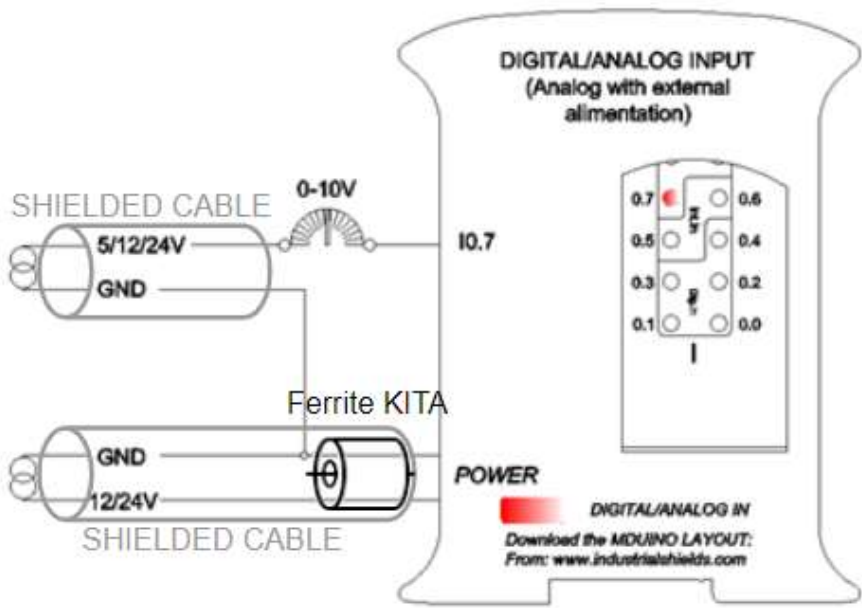 DIGITAL/ANALOG INPUT
(Analog with external
alimentation)
SHIELDED CABLE
0-10V
5/12/24V
I0.7
GND
0.7
0.6
0.5
0.4
0.3
0.2
0.1
0.0
I
Ferrite KITA
GND
12/24V
POWER
SHIELDED CABLE
DIGITAL/ANALOG IN
Download the MDUINO LAYOUT:
From: www.industrialshields.com